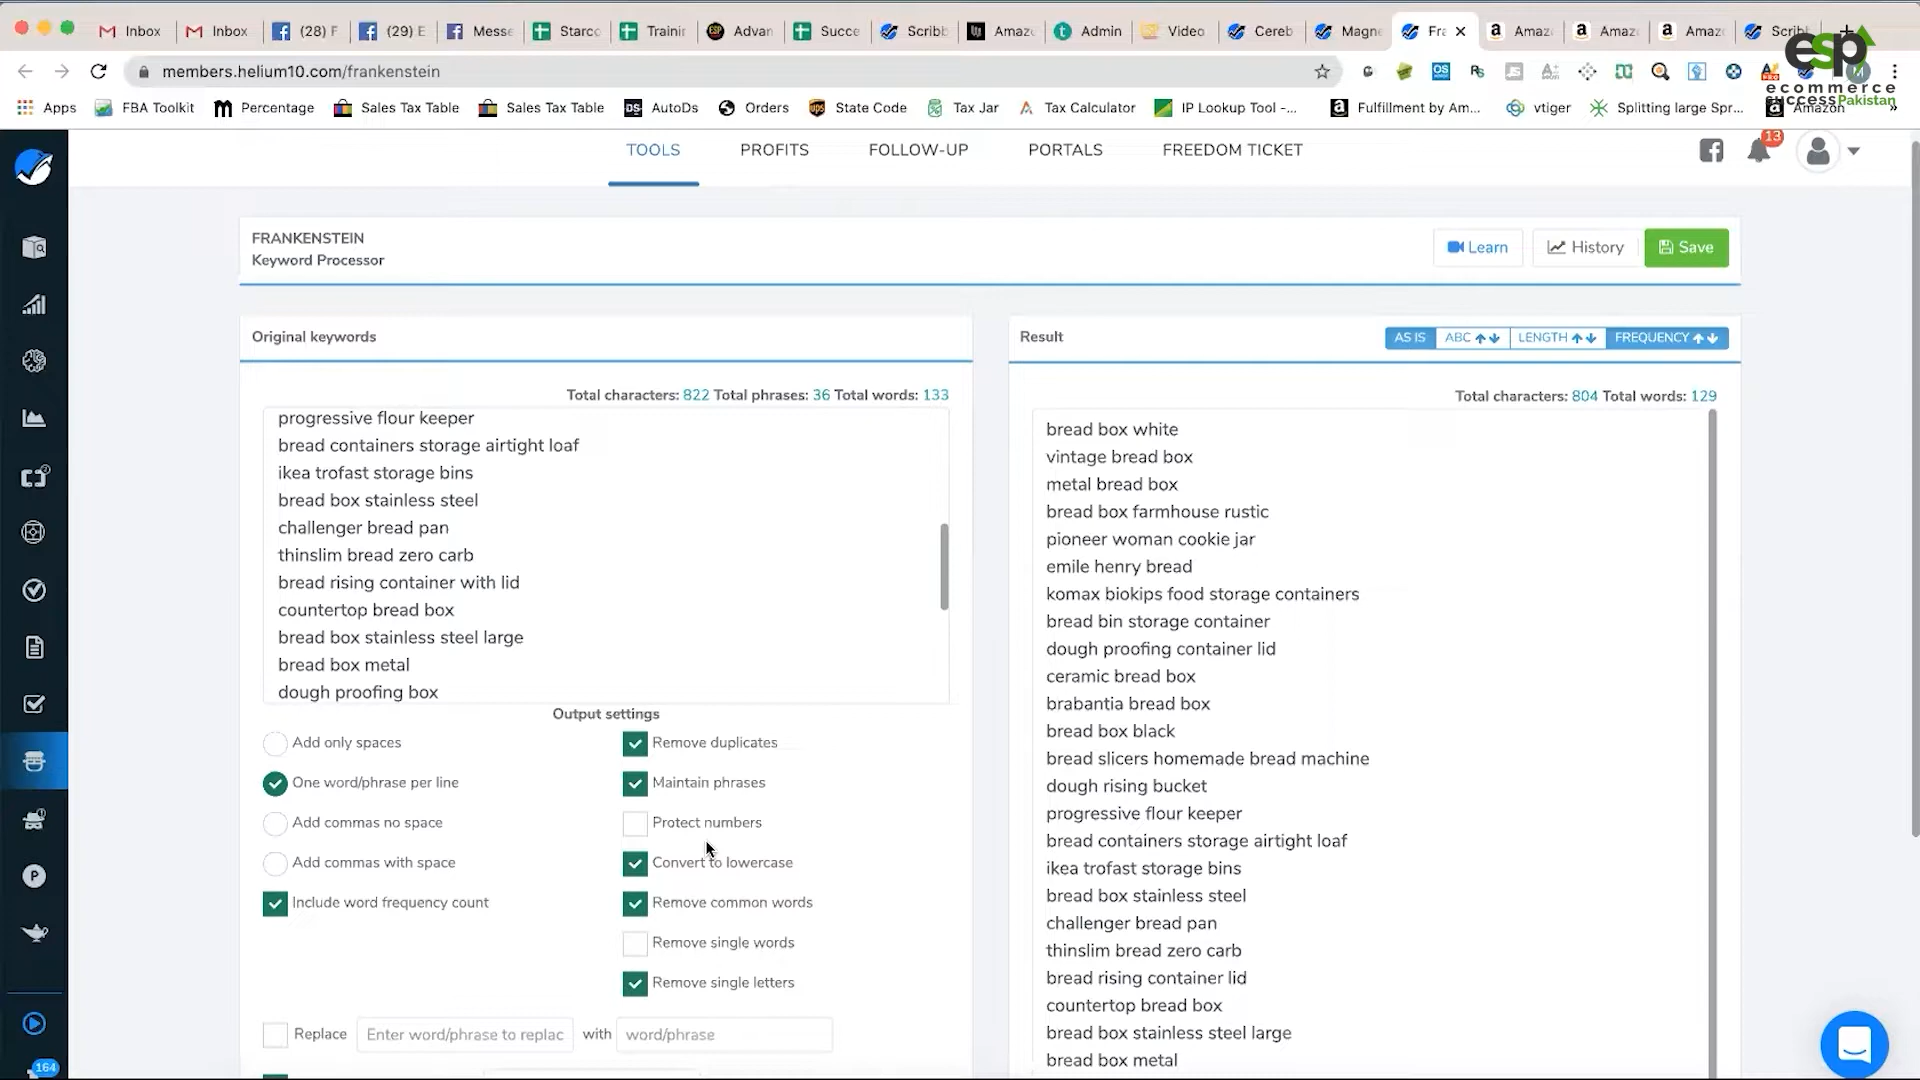 Inbox
Inbox
(28) F
(29) E
Messe
Starco
Trainin
Advan
Succe
Scribb
Amaz
Admin
Video
Cereb
Magne
Fra
Amaz
Amaz
Amaz
Scribb
members.helium10.com/frankenstein
esp
ecommerce
successPakistan
Apps
FBA Toolkit
Percentage
Sales Tax Table
Sales Tax Table
AutoDs
Orders
State Code
Tax Jar
Tax Calculator
IP Lookup Tool -...
Fulfillment by Am...
vtiger
Splitting large Spr...
Amazon
TOOLS
PROFITS
FOLLOW-UP
PORTALS
FREEDOM TICKET
13
FRANKENSTEIN
Keyword Processor
Learn
History
Save
Original keywords
Total characters: 822 Total phrases: 36 Total words: 133
progressive flour keeper
bread containers storage airtight loaf
ikea trofast storage bins
bread box stainless steel
challenger bread pan
thinslim bread zero carb
bread rising container with lid
countertop bread box
bread box stainless steel large
bread box metal
dough proofing box
Output settings
Add only spaces
One word/phrase per line
Add commas no space
Add commas with space
Include word frequency count
Remove duplicates
Maintain phrases
Protect numbers
Convert to lowercase
Remove common words
Remove single words
Remove single letters
Replace
Enter word/phrase to replac
with
word/phrase
Result
AS IS
ABC
LENGTH
FREQUENCY
Total characters: 804 Total words: 129
bread box white
vintage bread box
metal bread box
bread box farmhouse rustic
pioneer woman cookie jar
emile henry bread
komax biokips food storage containers
bread bin storage container
dough proofing container lid
ceramic bread box
brabantia bread box
bread box black
bread slicers homemade bread machine
dough rising bucket
progressive flour keeper
bread containers storage airtight loaf
ikea trofast storage bins
bread box stainless steel
challenger bread pan
thinslim bread zero carb
bread rising container lid
countertop bread box
bread box stainless steel large
bread box metal
164